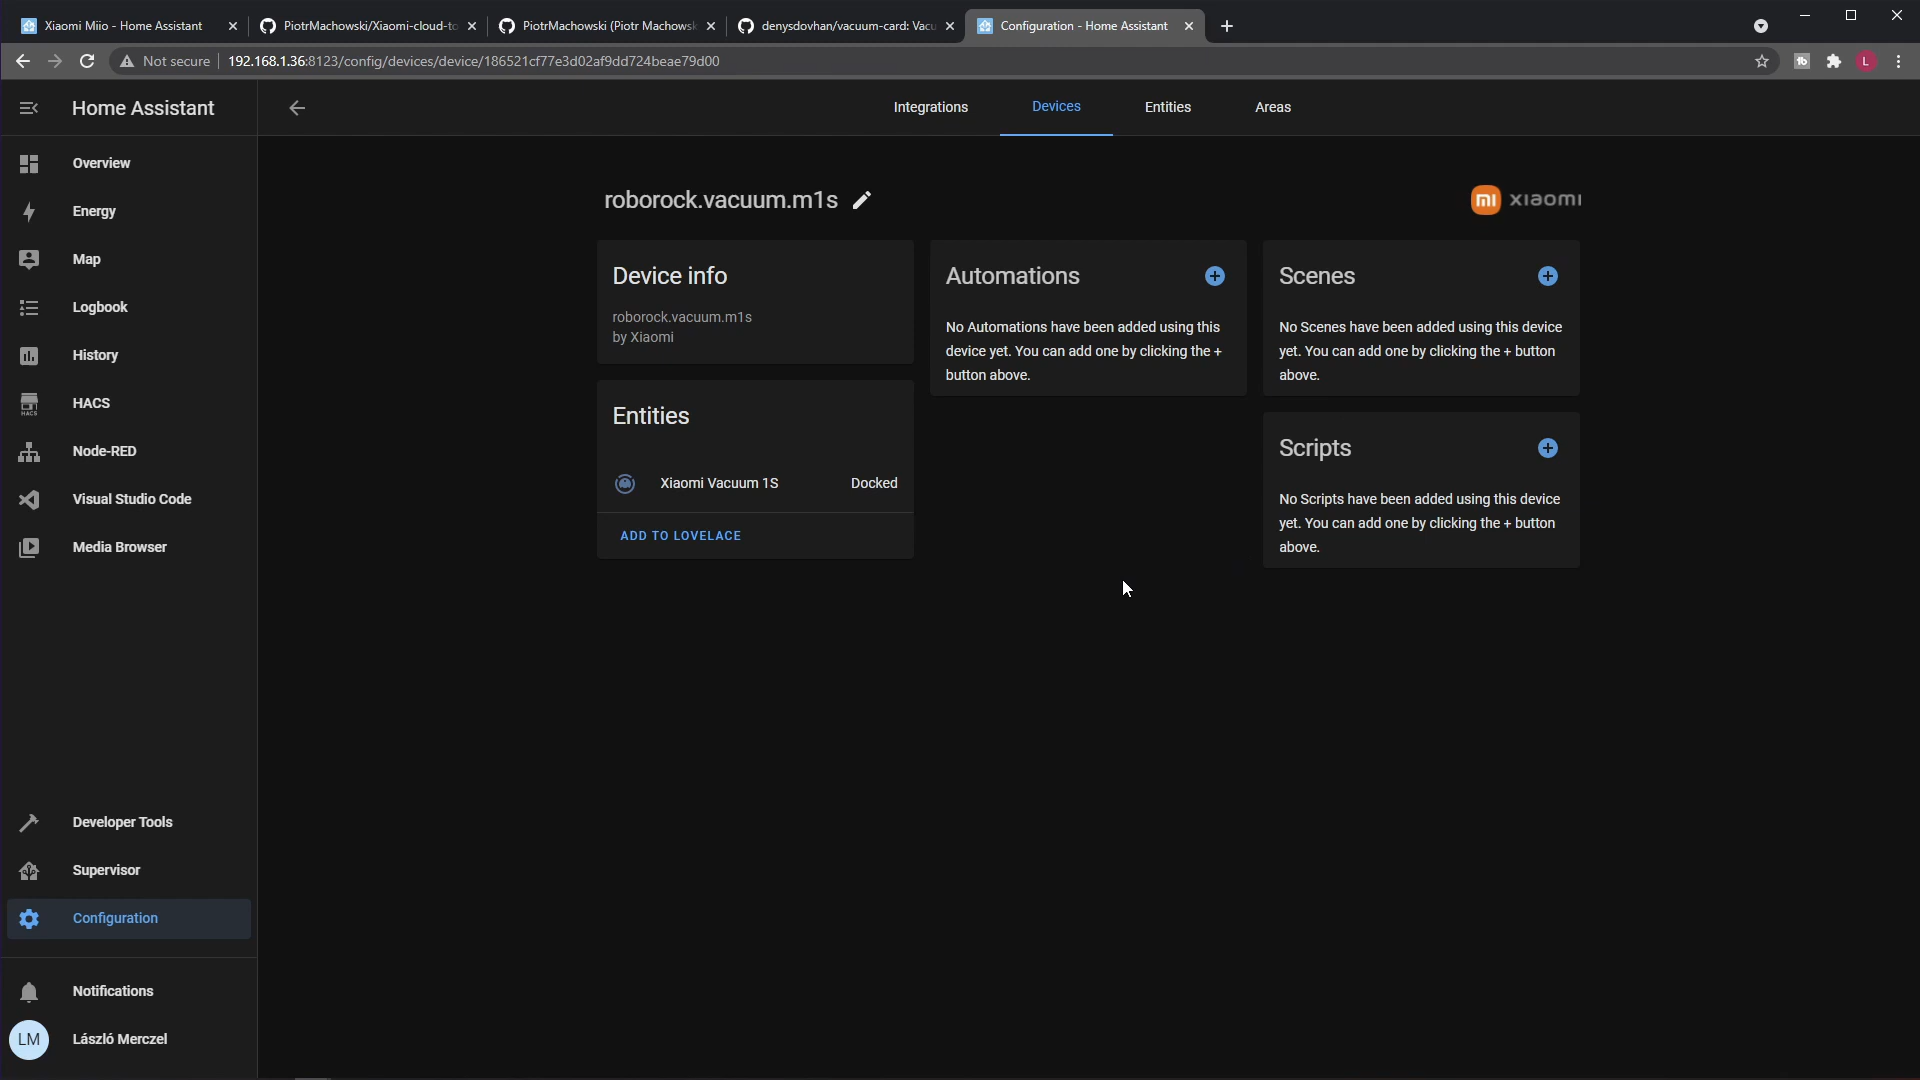 Xiaomi Miio - Home Assistant
PiotrMachowski/Xiaomi-cloud-to
PiotrMachowski (Piotr Machowsk
denysdovhan/vacuum-card: Vacu
Configuration - Home Assistant
Not secure
192.168.1.36:8123/config/devices/device/186521cf77e3d02af9dd724beae79d00
L
Home Assistant
Integrations
Devices
Entities
Areas
Overview
Energy
Map
Logbook
History
HACS
HACS
Node-RED
Visual Studio Code
Media Browser
Developer Tools
Supervisor
Configuration
Notifications
LM
László Merczel
roborock.vacuum.m1s
mi xiaomi
Device info
roborock.vacuum.m1s
by Xiaomi
Entities
Xiaomi Vacuum 1S
Docked
ADD TO LOVELACE
Automations
No Automations have been added using this
device yet. You can add one by clicking the +
button above.
Scenes
No Scenes have been added using this device
yet. You can add one by clicking the + button
above.
Scripts
No Scripts have been added using this device
yet. You can add one by clicking the + button
above.